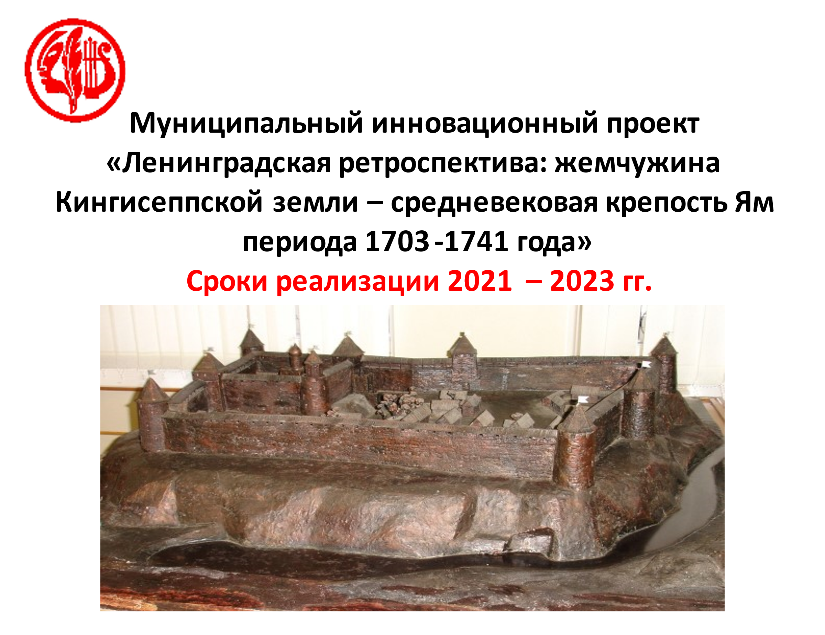 Муниципальный инновационный проект
«Ленинградская ретроспектива: жемчужина
Кингисеппской земли – средневековая крепость Ям
периода 1703 -1741 года»
Сроки реализации 2021 – 2023 гг.